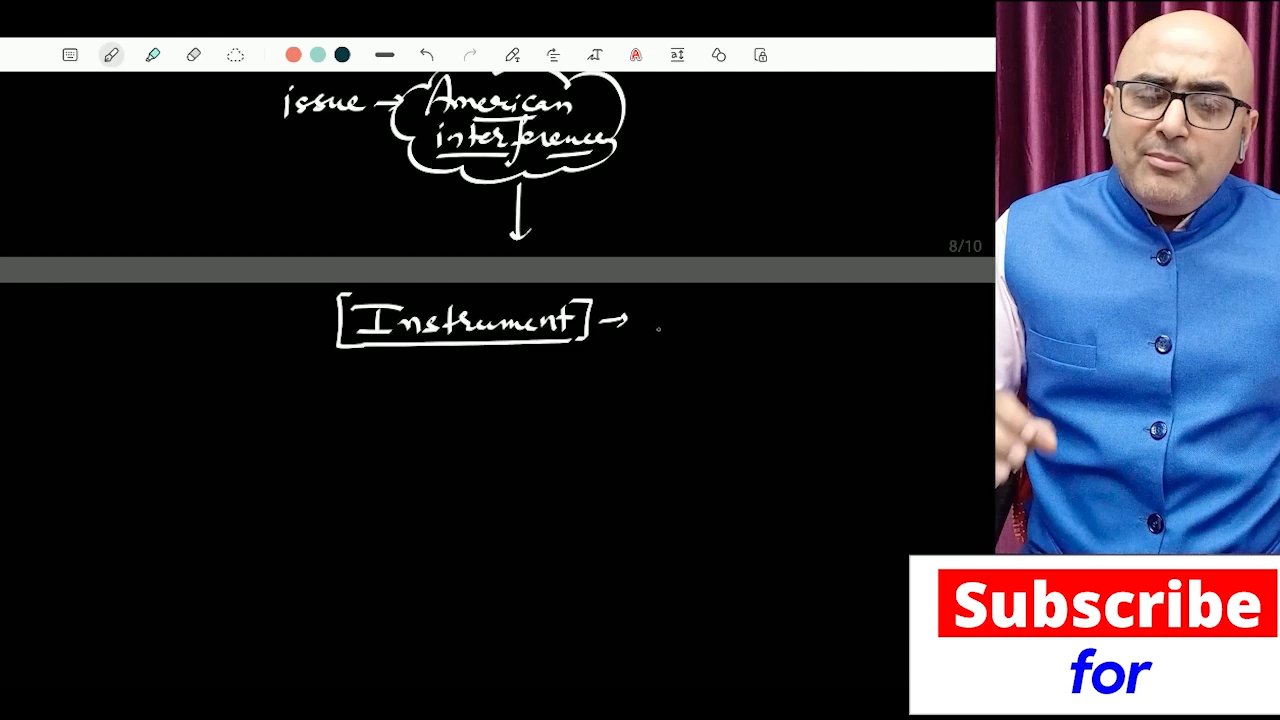 issue → American
interference
8/10
[Instrument] →
Subscribe
for